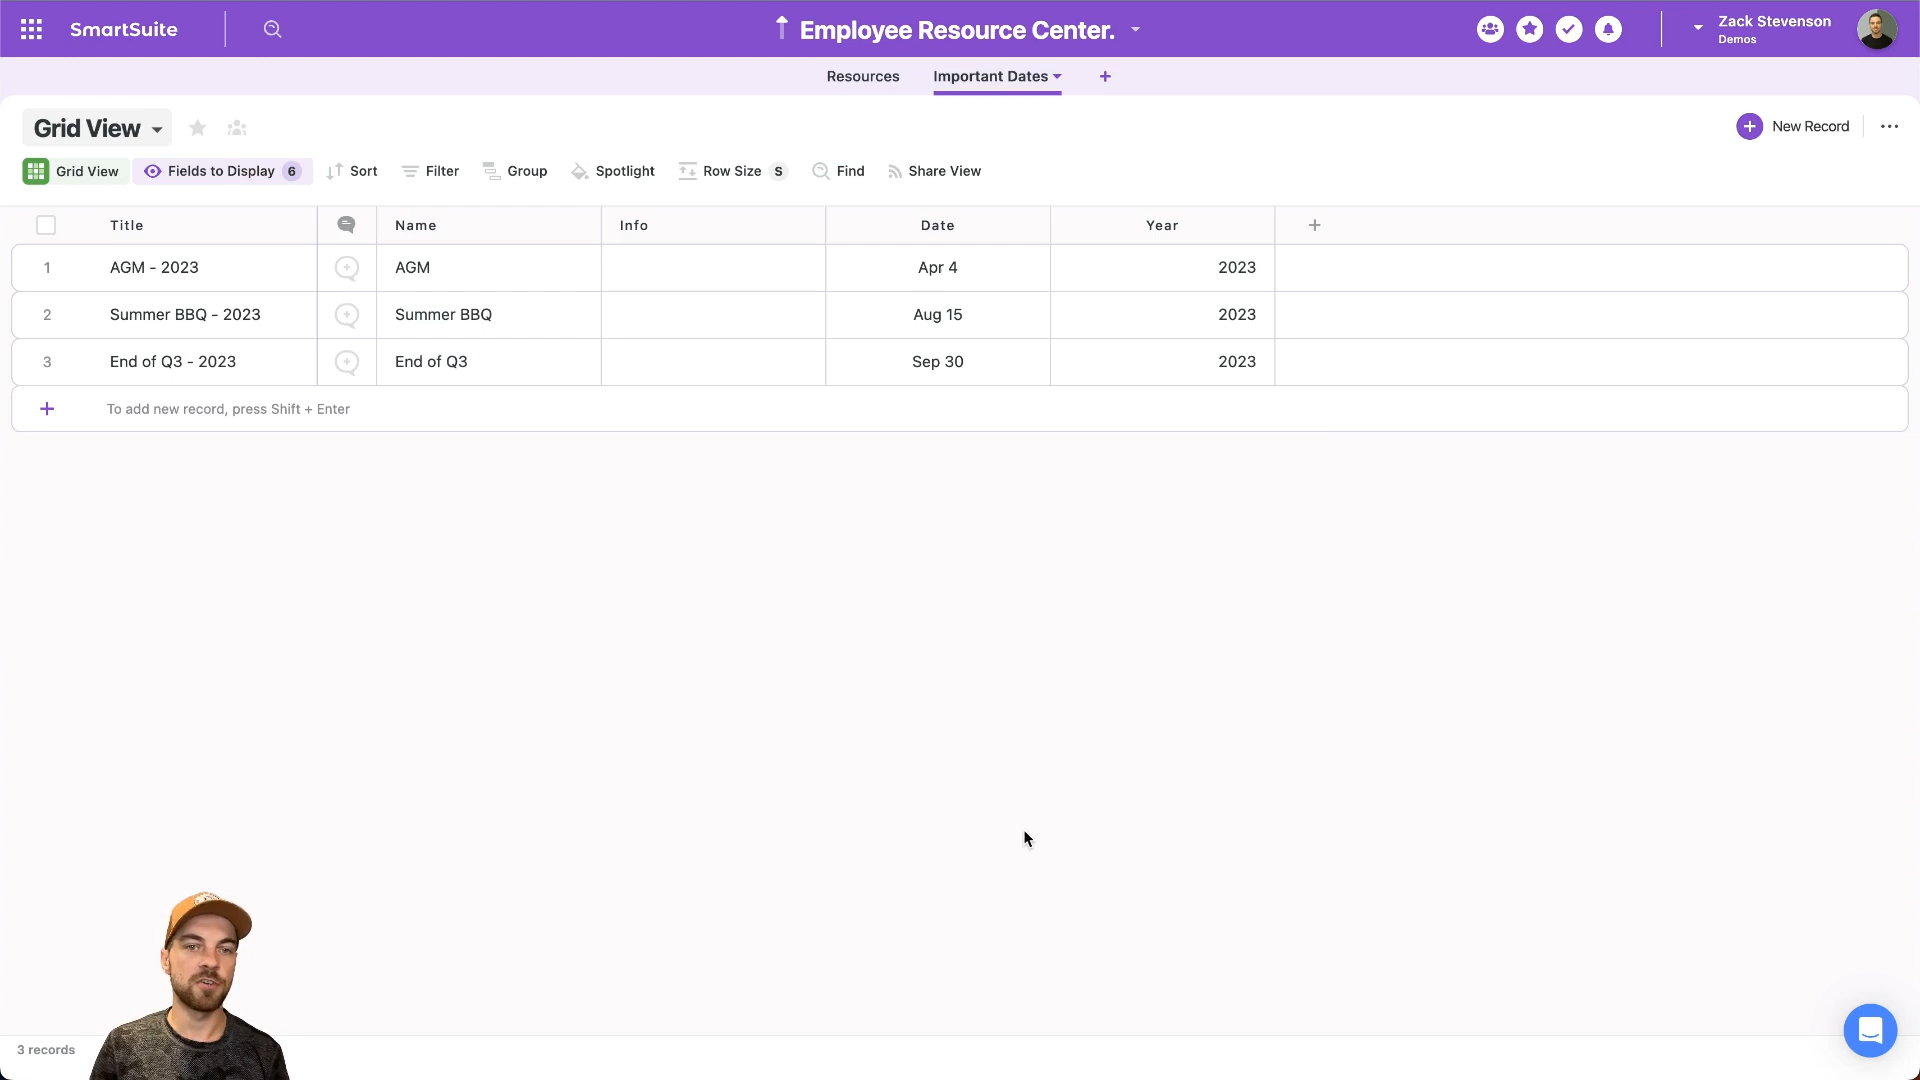 SmartSuite
Employee Resource Center.
Zack Stevenson
Demos
Resources
Important Dates
Grid View
New Record
Grid View
Fields to Display 6
Sort
Filter
Group
Spotlight
Row Size S
Find
Share View
Title Name Info Date Year
1 AGM - 2023 AGM Apr 4 2023
2 Summer BBQ - 2023 Summer BBQ Aug 15 2023
3 End of Q3 - 2023 End of Q3 Sep 30 2023
To add new record, press Shift + Enter
3 records